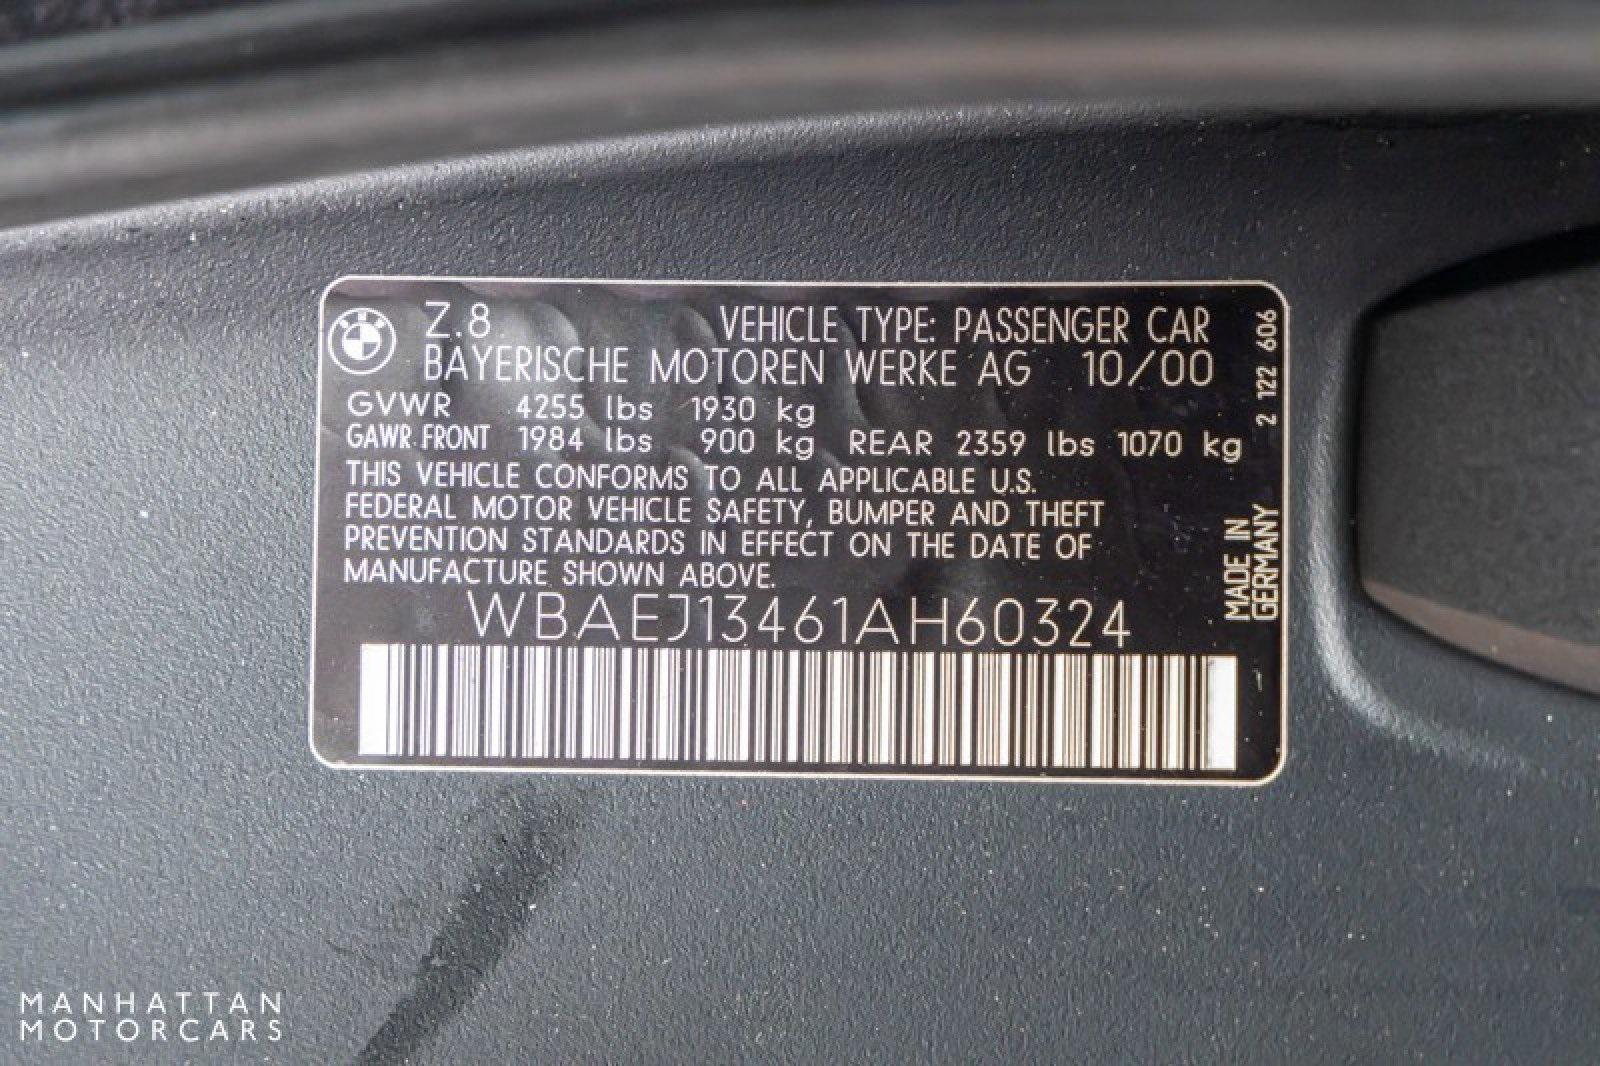 BMW
Z.8 VEHICLE TYPE: PASSENGER CAR
BAYERISCHE MOTOREN WERKE AG 10/00
GVWR 4255 lbs 1930 kg
GAWR FRONT 1984 lbs 900 kg REAR 2359 lbs 1070 kg
THIS VEHICLE CONFORMS TO ALL APPLICABLE U.S.
FEDERAL MOTOR VEHICLE SAFETY, BUMPER AND THEFT
PREVENTION STANDARDS IN EFFECT ON THE DATE OF
MANUFACTURE SHOWN ABOVE.
WBAEJ13461AH60324
2 122 606
MADE IN
GERMANY
MANHATTAN
MOTORCARS